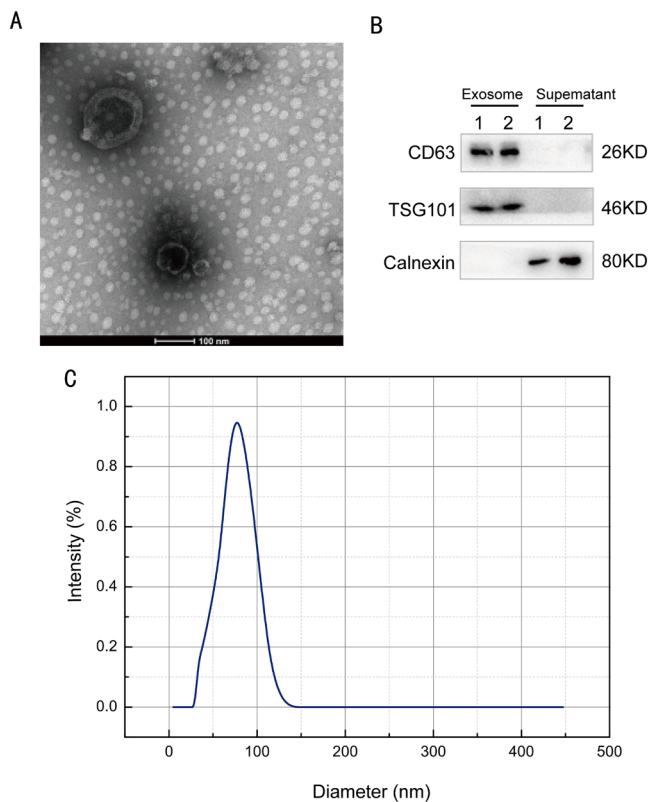 A
B
Exosome Supematant
1 2 1 2
CD63 26KD
TSG101 46KD
Calnexin 80KD
100 nm
C
1.0
0.8
0.6
0.4
0.2
0.0
Intensity (%)
0 100 200 300 400 500
Diameter (nm)